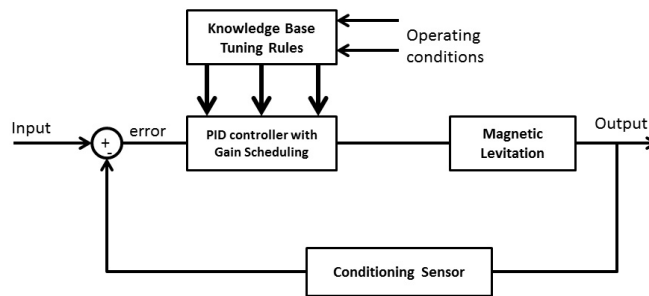 Knowledge Base
Tuning Rules
Operating
conditions
Input
error
+
-
PID controller with
Gain Scheduling
Magnetic
Levitation
Output
Conditioning Sensor